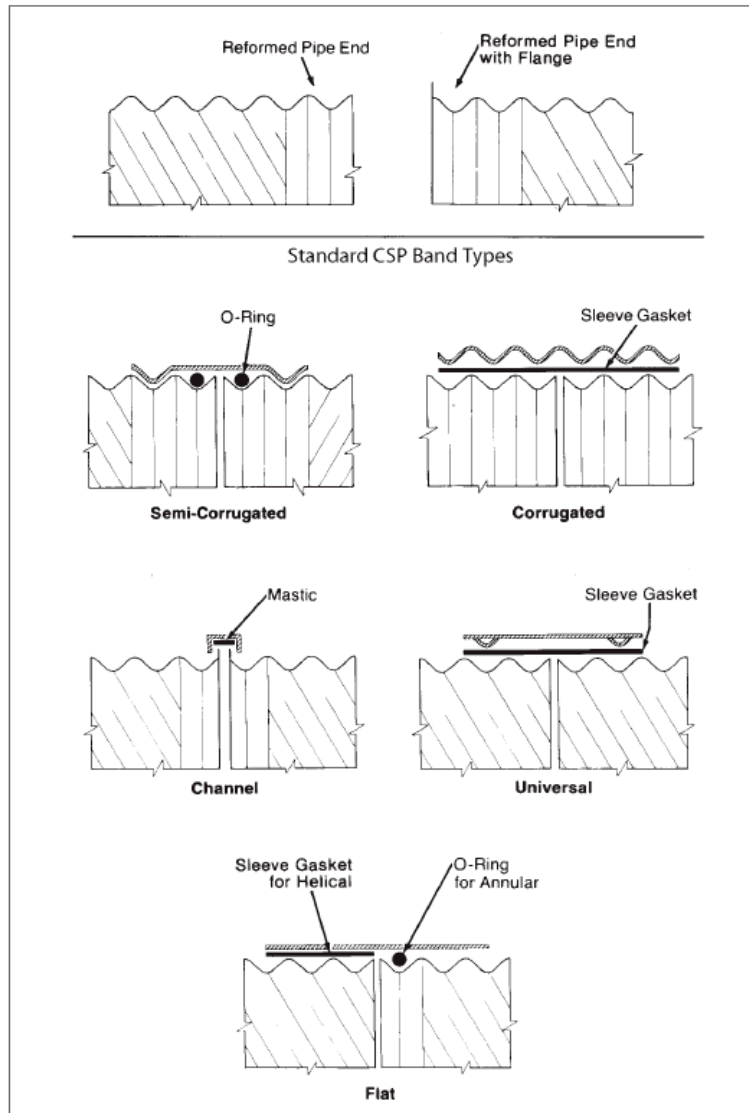 Reformed Pipe End
Reformed Pipe End
with Flange
Standard CSP Band Types
O-Ring
Sleeve Gasket
Semi-Corrugated
Corrugated
Mastic
Sleeve Gasket
Channel
Universal
Sleeve Gasket
for Helical
O-Ring
for Annular
Flat